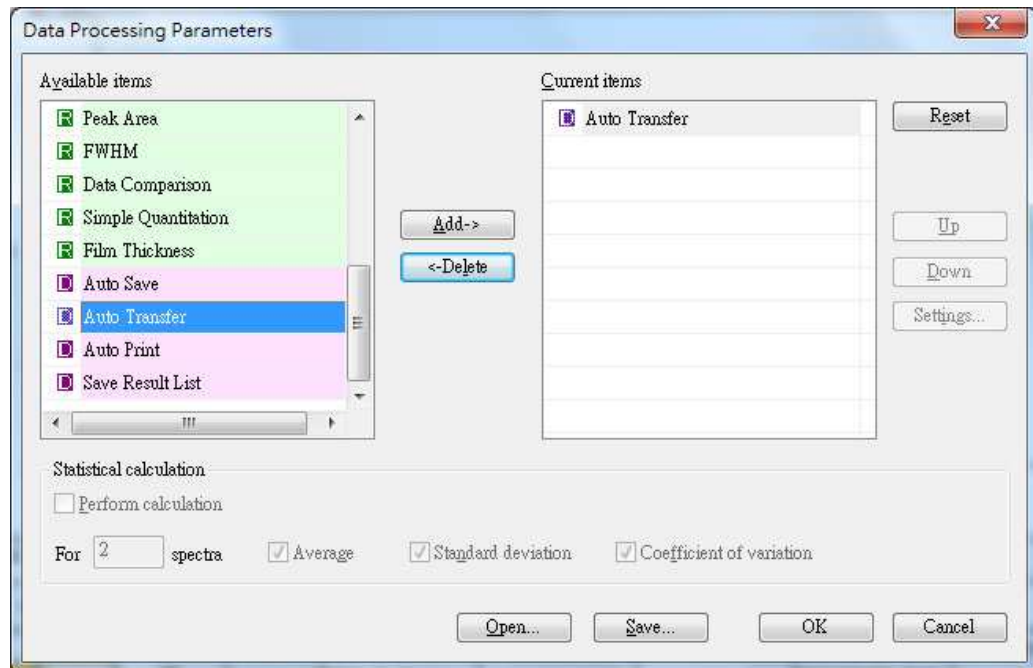 Data Processing Parameters
Available items
Peak Area
FWHM
Data Comparison
Simple Quantitation
Film Thickness
Auto Save
Auto Transfer
Auto Print
Save Result List
Add->
<-Delete
Current items
Auto Transfer
Reset
Up
Down
Settings...
Statistical calculation
Perform calculation
For 2 spectra Average Standard deviation Coefficient of variation
Open... Save... OK Cancel